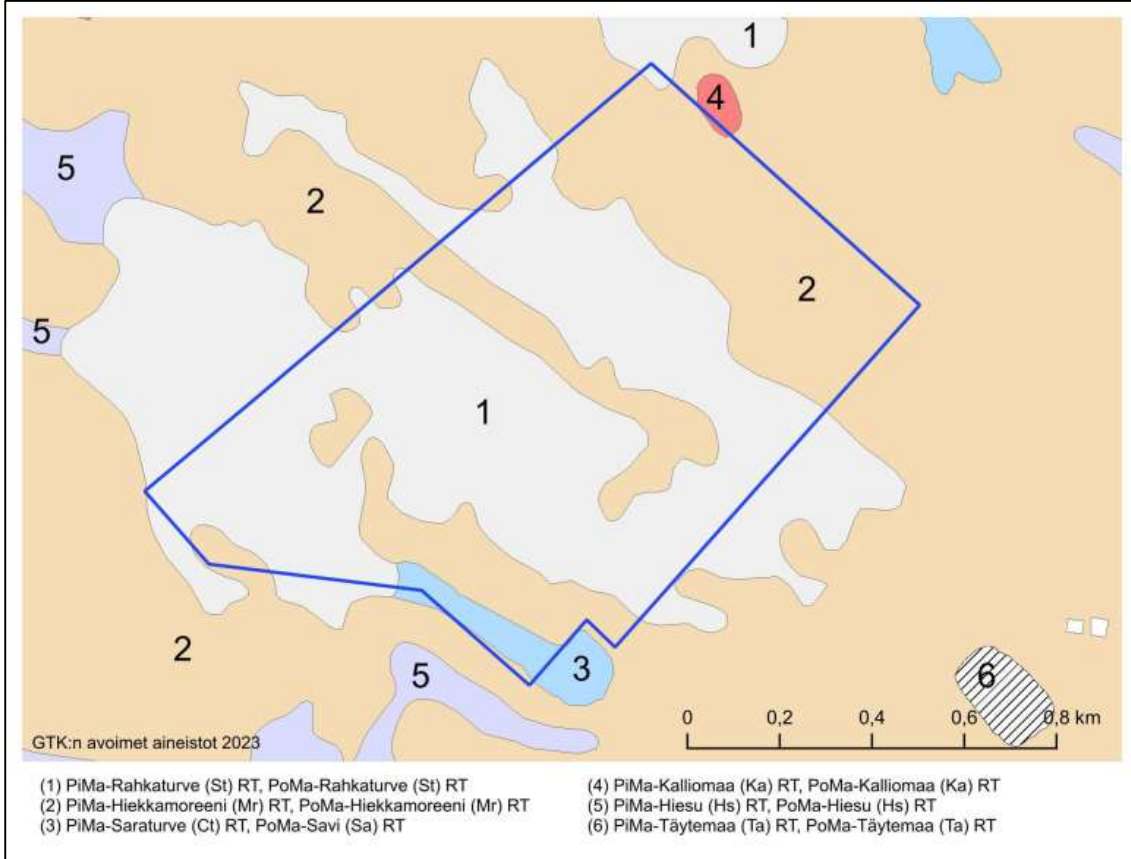 1
4
5
2
2
5
1
2
5
3
6
0 0,2 0,4 0,6 0,8 km
GTK:n avoimet aineistot 2023
(1) PiMa-Rahkaturve (St) RT, PoMa-Rahkaturve (St) RT
(2) PiMa-Hiekkamoreeni (Mr) RT, PoMa-Hiekkamoreeni (Mr) RT
(3) PiMa-Saraturve (Ct) RT, PoMa-Savi (Sa) RT
(4) PiMa-Kalliomaa (Ka) RT, PoMa-Kalliomaa (Ka) RT
(5) PiMa-Hiesu (Hs) RT, PoMa-Hiesu (Hs) RT
(6) PiMa-Täytemaa (Ta) RT, PoMa-Täytemaa (Ta) RT